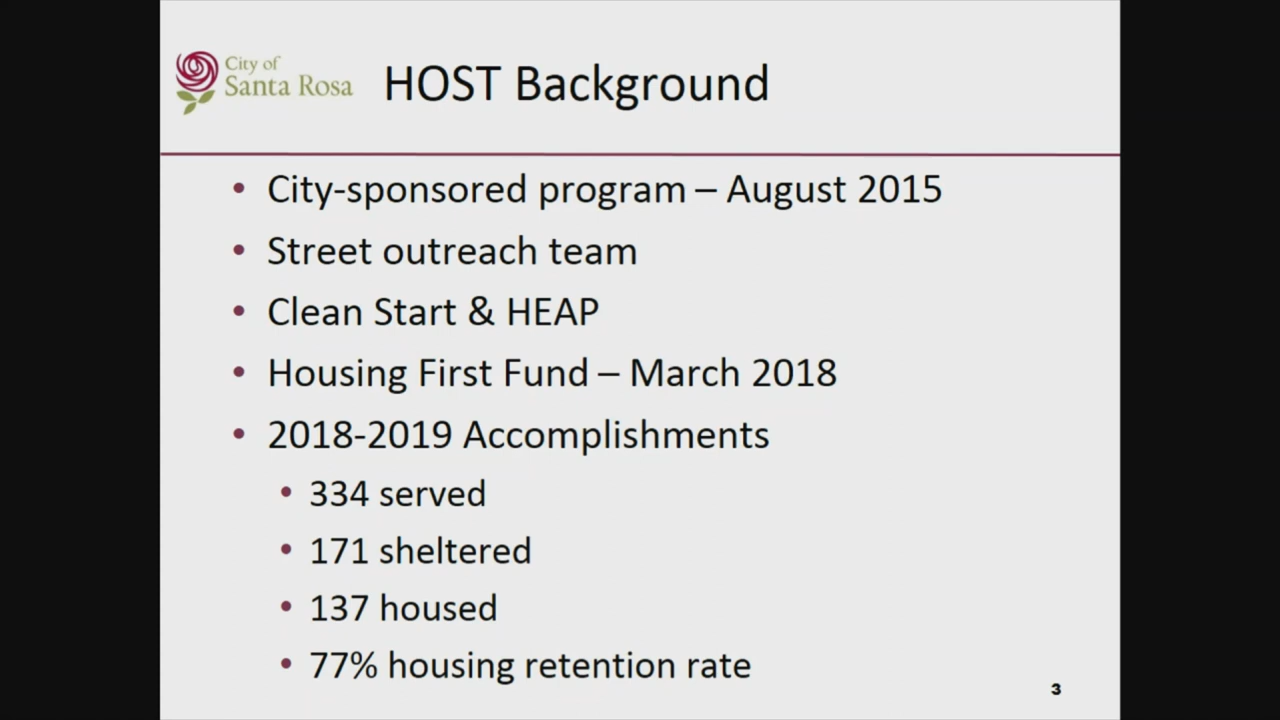 City of
Santa Rosa
HOST Background
• City-sponsored program – August 2015
• Street outreach team
• Clean Start & HEAP
• Housing First Fund – March 2018
• 2018-2019 Accomplishments
• 334 served
• 171 sheltered
• 137 housed
• 77% housing retention rate
3